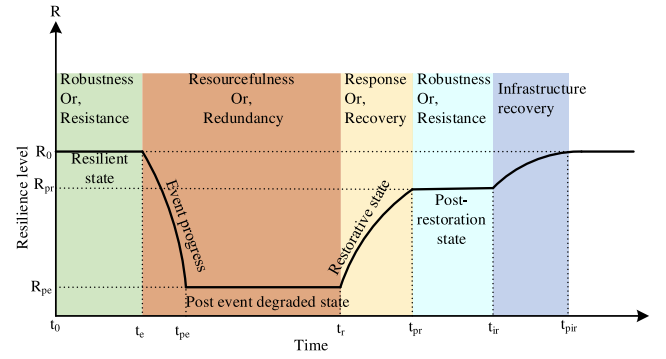 R
Robustness
Or,
Resistance
Resourcefulness
Or,
Redundancy
Response
Or,
Recovery
Robustness
Or,
Resistance
Infrastructure
recovery
Resilience level
R0
Rpr
Rpe
Resilient
state
Event progress
Post event degraded state
Restorative state
Post-
restoration
state
t0
te
tpe
tr
tpr
tir
tpir
Time